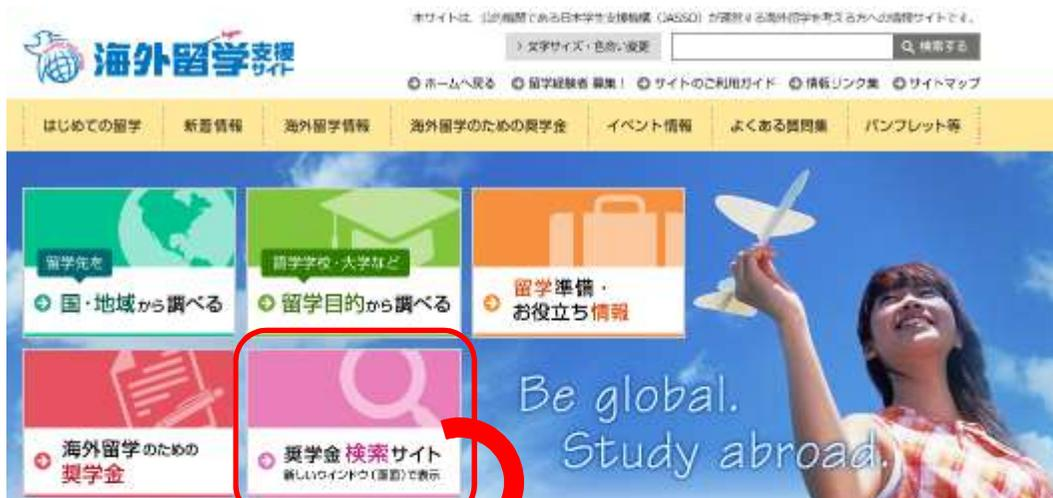 本サイトは、公的機関である日本学生支援機構（JASSO）が運営する海外留学を考える方への情報サイトです。
海外留学支援サイト
文字サイズ・色合い変更
検索する
ホームへ戻る 留学経験者 募集！ サイトのご利用ガイド 情報リンク集 サイトマップ
はじめての留学 新着情報 海外留学情報 海外留学のための奨学金 イベント情報 よくある質問集 パンフレット等
留学先を
国・地域から調べる
語学学校・大学など
留学目的から調べる
留学準備・
お役立ち情報
海外留学のための
奨学金
奨学金検索サイト
新しいウインドウ（画面）で表示
Be global.
Study abroad.